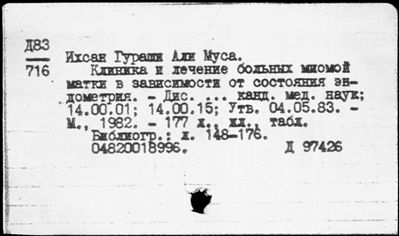 Д83
716
Ихсан Гурали Али Муса.
Клиника и лечение больных миомой
матки в зависимости от состояния эн-
дометрия. - Дис. ... канд. мед. наук;
14.00.01; 14.00.15; Утв. 04.05.83. -
М., 1982. - 177 л., ил., табл.
Библиогр.: л. 148-176.
04820018996. Д 97426